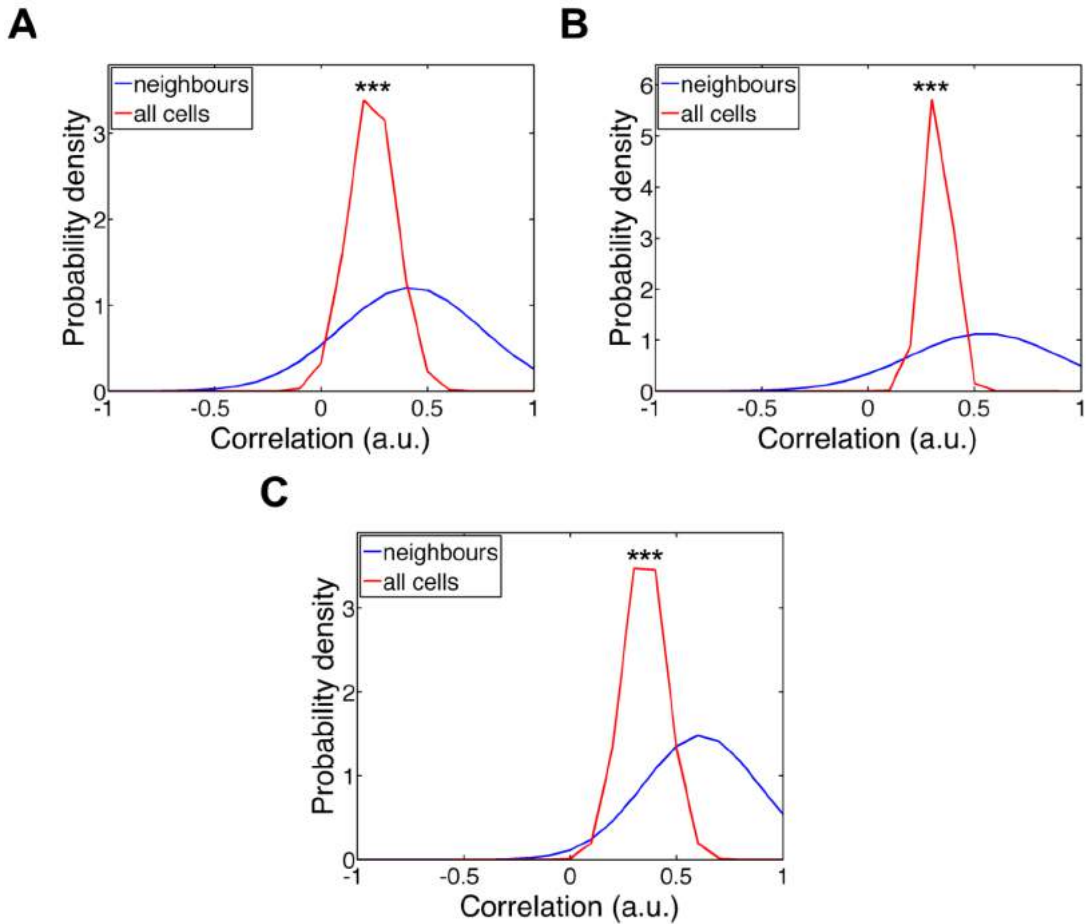 A
neighbours
all cells
***
Probability density
3
2
1
0
-1
-0.5
0
0.5
1
Correlation (a.u.)
B
neighbours
all cells
***
Probability density
6
5
4
3
2
1
0
-1
-0.5
0
0.5
1
Correlation (a.u.)
C
neighbours
all cells
***
Probability density
3
2
1
0
-1
-0.5
0
0.5
1
Correlation (a.u.)